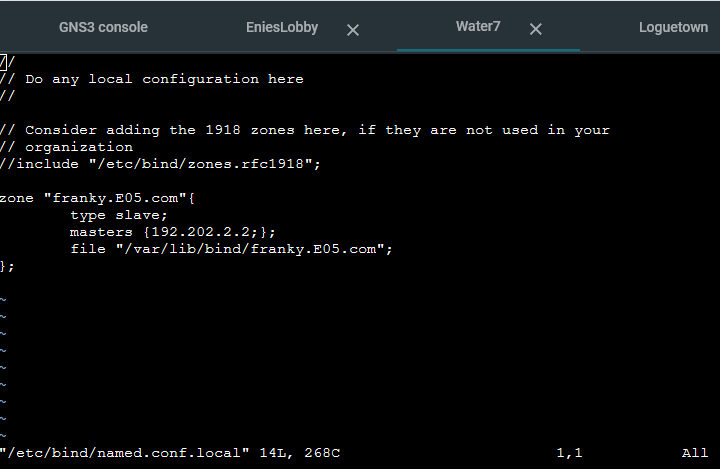 GNS3 console EniesLobby Water7 Loguetown
//
// Do any local configuration here
//
// Consider adding the 1918 zones here, if they are not used in your
// organization
//include "/etc/bind/zones.rfc1918";
zone "franky.E05.com"{
        type slave;
        masters {192.202.2.2;};
        file "/var/lib/bind/franky.E05.com";
};
~
~
~
~
~
~
~
~
~
"/etc/bind/named.conf.local" 14L, 268C 1,1 All